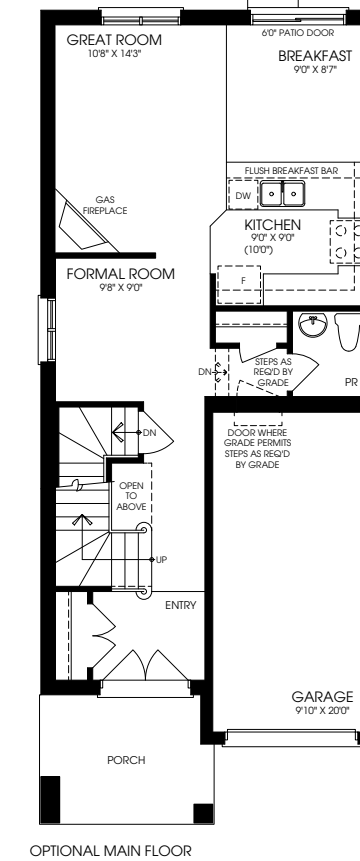 GREAT ROOM
10'8" X 14'3"
6'0" PATIO DOOR
BREAKFAST
9'0" X 8'7"
FLUSH BREAKFAST BAR
DW
GAS
FIREPLACE
KITCHEN
9'0" X 9'0"
(10'0")
F
FORMAL ROOM
9'8" X 9'0"
DN
STEPS AS
REQ'D BY
GRADE
PR
DN
DOOR WHERE
GRADE PERMITS
STEPS AS REQ'D
BY GRADE
OPEN
TO
ABOVE
UP
ENTRY
GARAGE
9'10" X 20'0"
PORCH
OPTIONAL MAIN FLOOR